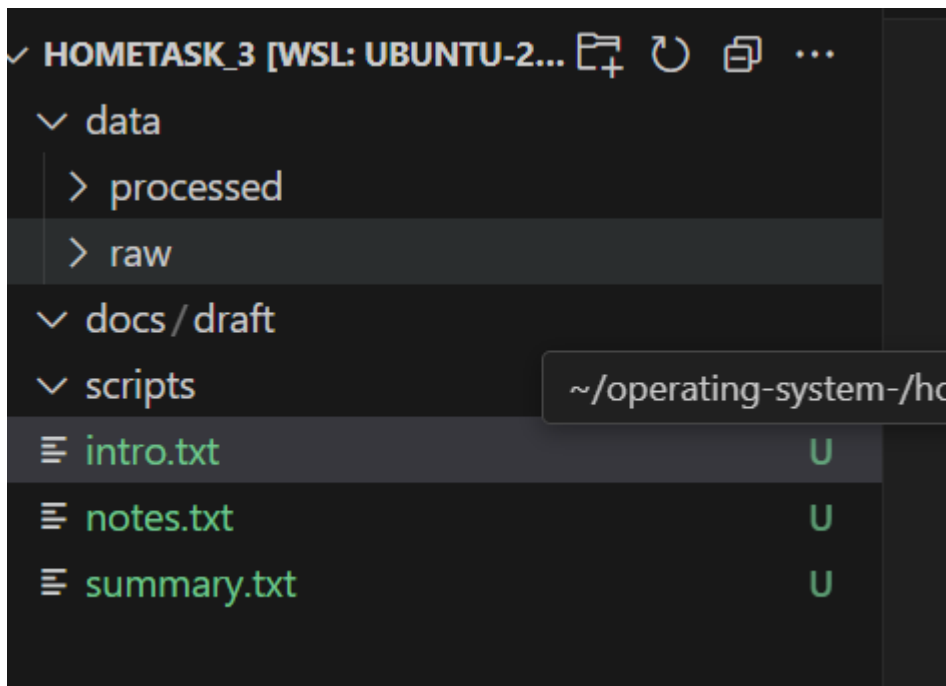 HOMETASK_3 [WSL: UBUNTU-2...
data
processed
raw
docs / draft
scripts
~/operating-system-/ho
intro.txt U
notes.txt U
summary.txt U